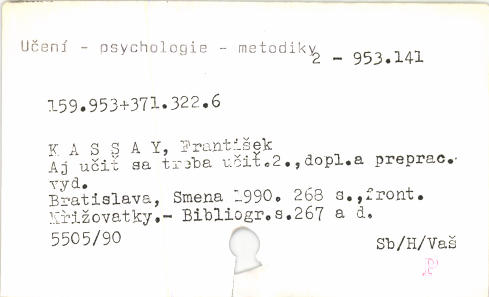 Učení - psychologie - metodiky
2 - 953.141
159.953+371.322.6
K A S S A Y, František
Aj učiť sa treba učiť.2.,dopl.a preprac.
vyd.
Bratislava, Smena 1990. 268 s.,front.
Křižovatky.- Bibliogr.s.267 a d.
5505/90
Sb/H/Vaš